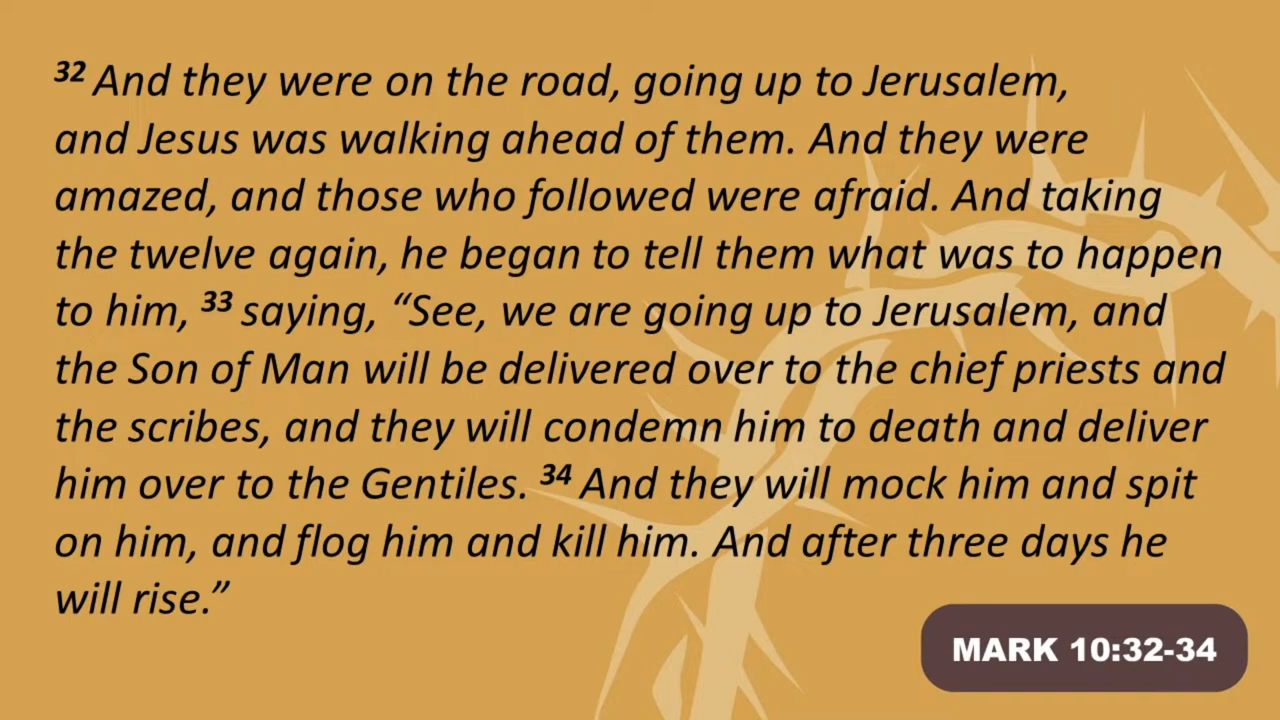 32 And they were on the road, going up to Jerusalem,
and Jesus was walking ahead of them. And they were
amazed, and those who followed were afraid. And taking
the twelve again, he began to tell them what was to happen
to him, 33 saying, “See, we are going up to Jerusalem, and
the Son of Man will be delivered over to the chief priests and
the scribes, and they will condemn him to death and deliver
him over to the Gentiles. 34 And they will mock him and spit
on him, and flog him and kill him. And after three days he
will rise.”
MARK 10:32-34